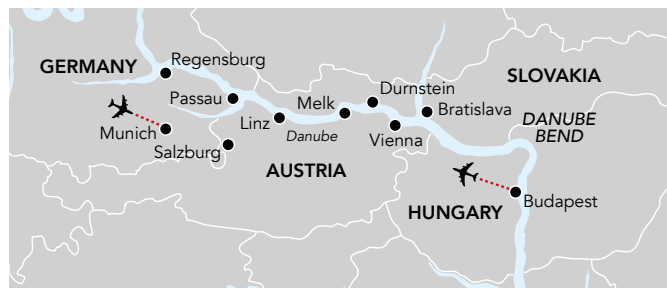 Regensburg
GERMANY
SLOVAKIA
Passau
Melk
Durnstein
Bratislava
Linz
Danube
DANUBE
BEND
Munich
Vienna
Salzburg
AUSTRIA
Budapest
HUNGARY